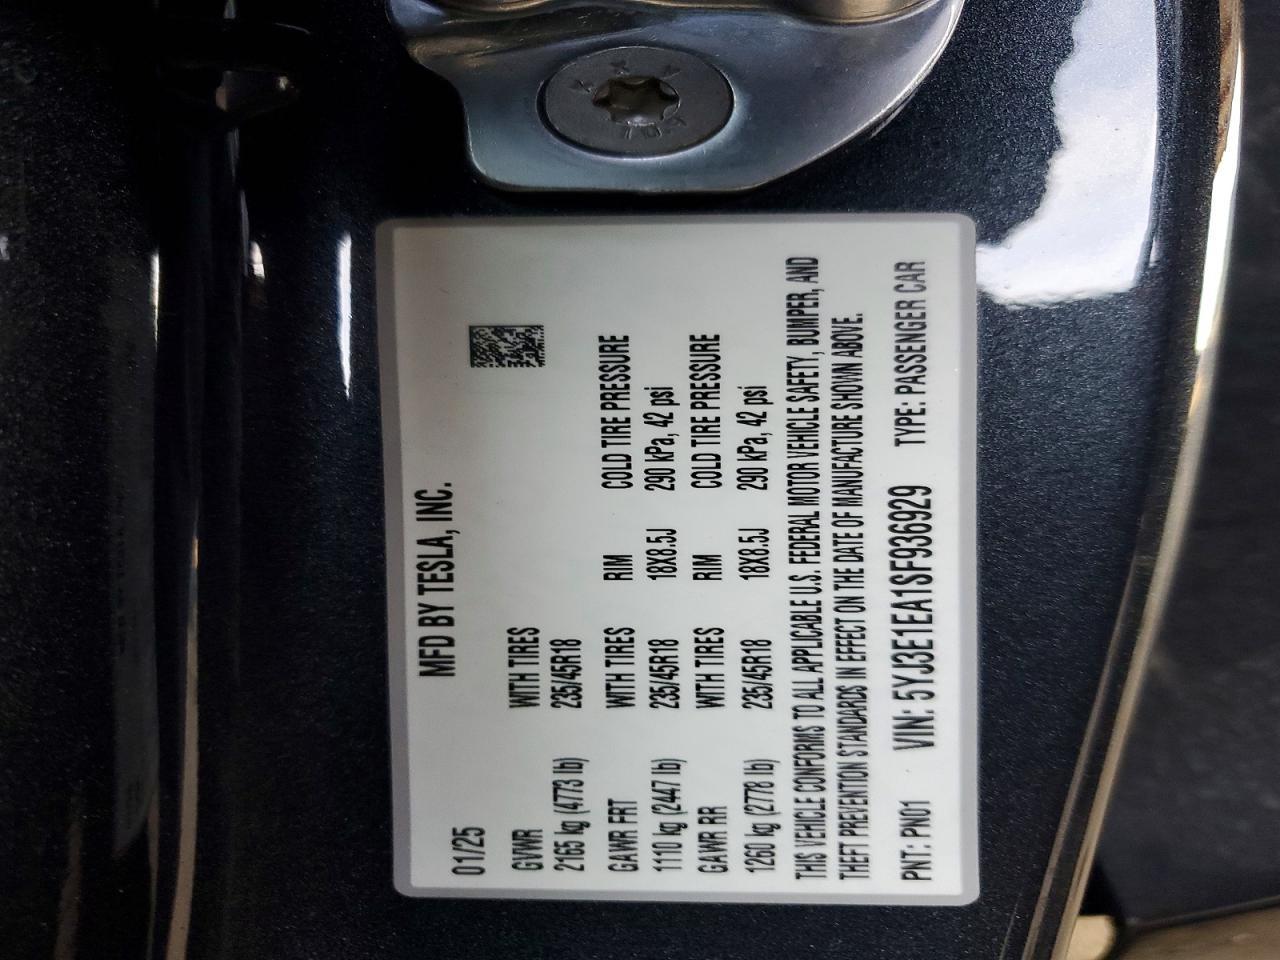 MFD BY TESLA, INC.
01/25
GVWR WITH TIRES
2165 kg (4773 lb) 235/45R18
GAWR FRT WITH TIRES RIM COLD TIRE PRESSURE
1110 kg (2447 lb) 235/45R18 18X8.5J 290 kPa, 42 psi
GAWR RR WITH TIRES RIM COLD TIRE PRESSURE
1260 kg (2778 lb) 235/45R18 18X8.5J 290 kPa, 42 psi
THIS VEHICLE CONFORMS TO ALL APPLICABLE U.S. FEDERAL MOTOR VEHICLE SAFETY, BUMPER, AND
THEFT PREVENTION STANDARDS IN EFFECT ON THE DATE OF MANUFACTURE SHOWN ABOVE.
PNT: PN01 VIN: 5YJ3E1EA1SF936929 TYPE: PASSENGER CAR